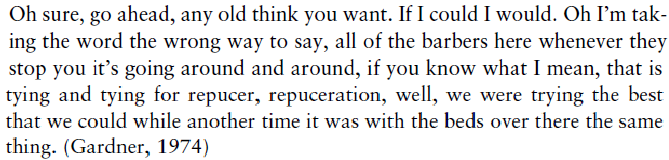 Oh sure, go ahead, any old think you want. If I could I would. Oh I’m tak-
ing the word the wrong way to say, all of the barbers here whenever they
stop you it’s going around and around, if you know what I mean, that is
tying and tying for repucer, repuceration, well, we were trying the best
that we could while another time it was with the beds over there the same
thing. (Gardner, 1974)